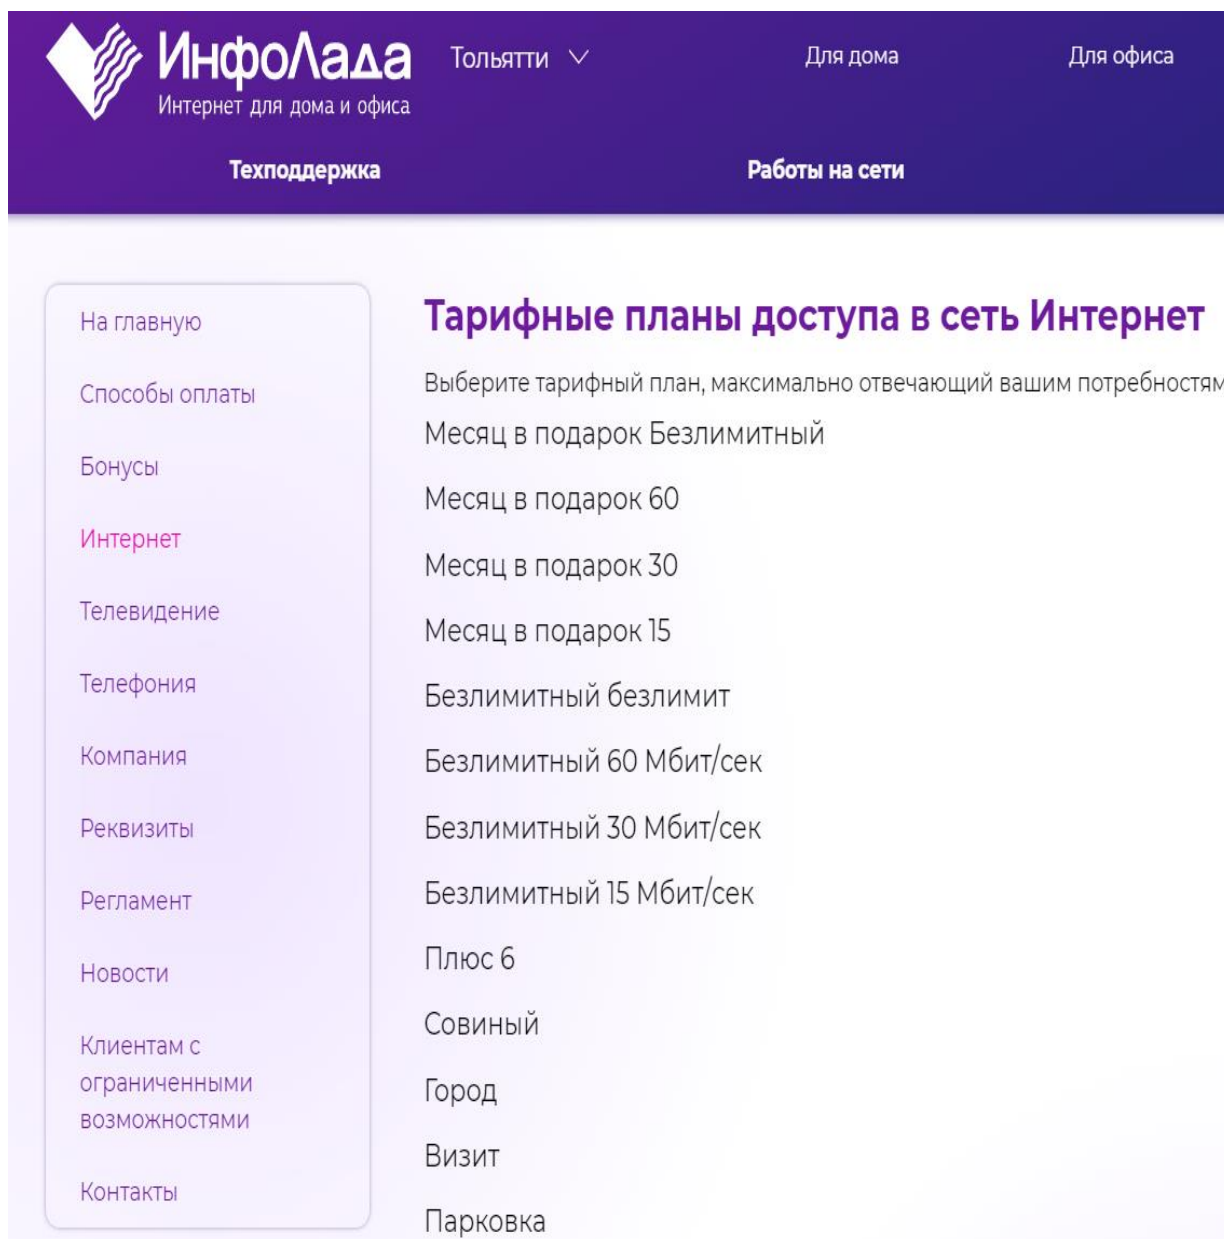 ИнфоЛада
Интернет для дома и офиса
Тольятти
Для дома
Для офиса
Техподдержка
Работы на сети
На главную
Способы оплаты
Бонусы
Интернет
Телевидение
Телефония
Компания
Реквизиты
Регламент
Новости
Клиентам с
ограниченными
возможностями
Контакты
Тарифные планы доступа в сеть Интернет
Выберите тарифный план, максимально отвечающий вашим потребностям
Месяц в подарок Безлимитный
Месяц в подарок 60
Месяц в подарок 30
Месяц в подарок 15
Безлимитный безлимит
Безлимитный 60 Мбит/сек
Безлимитный 30 Мбит/сек
Безлимитный 15 Мбит/сек
Плюс 6
Совиный
Город
Визит
Парковка